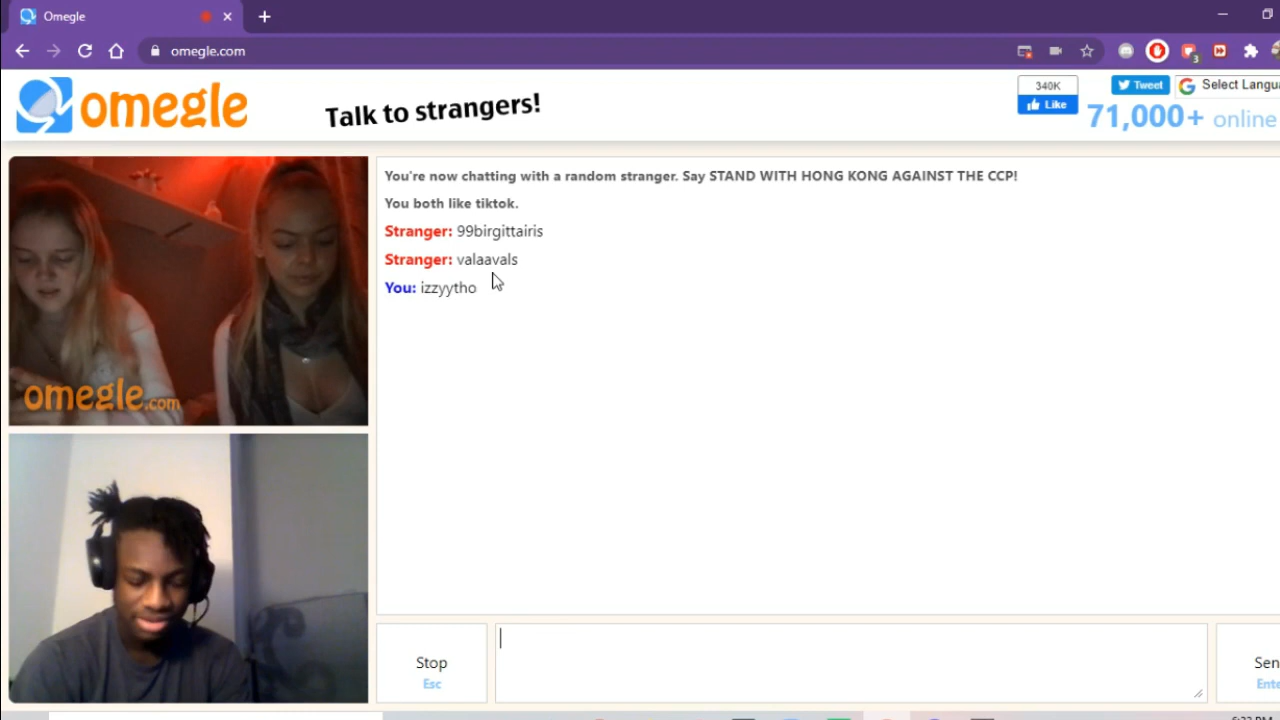 Omegle
omegle.com
omegle
Talk to strangers!
340K
Like
Tweet
Select Langua
71,000+ online
You're now chatting with a random stranger. Say STAND WITH HONG KONG AGAINST THE CCP!
You both like tiktok.
Stranger: 99birgittairis
Stranger: valaavals
You: izzyytho
omegle.com
Stop
Esc
Sen
Ente